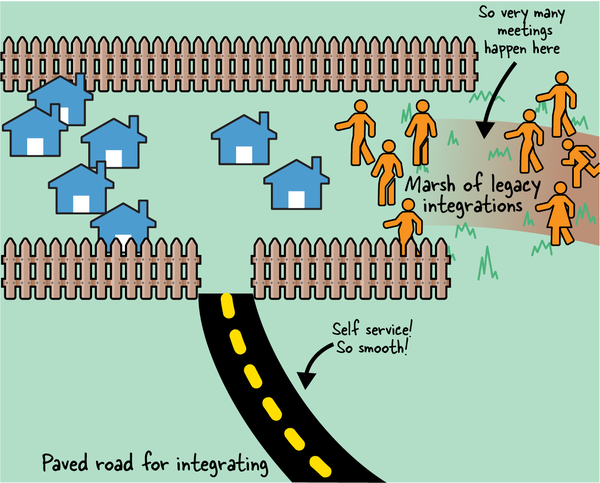 So very many
meetings
happen here
Marsh of legacy
integrations
Self service!
So smooth!
Paved road for integrating